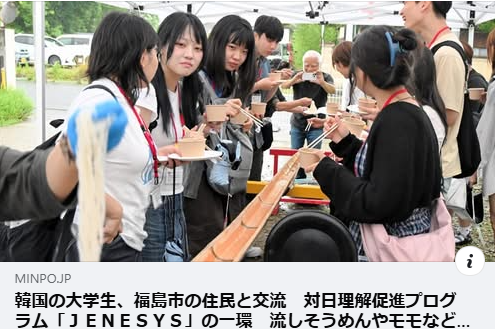 i
MINPO.JP
韓国の大学生、福島市の住民と交流　対日理解促進プログ
ラム「ＪＥＮＥＳＹＳ」の一環　流しそうめんやモモなど...